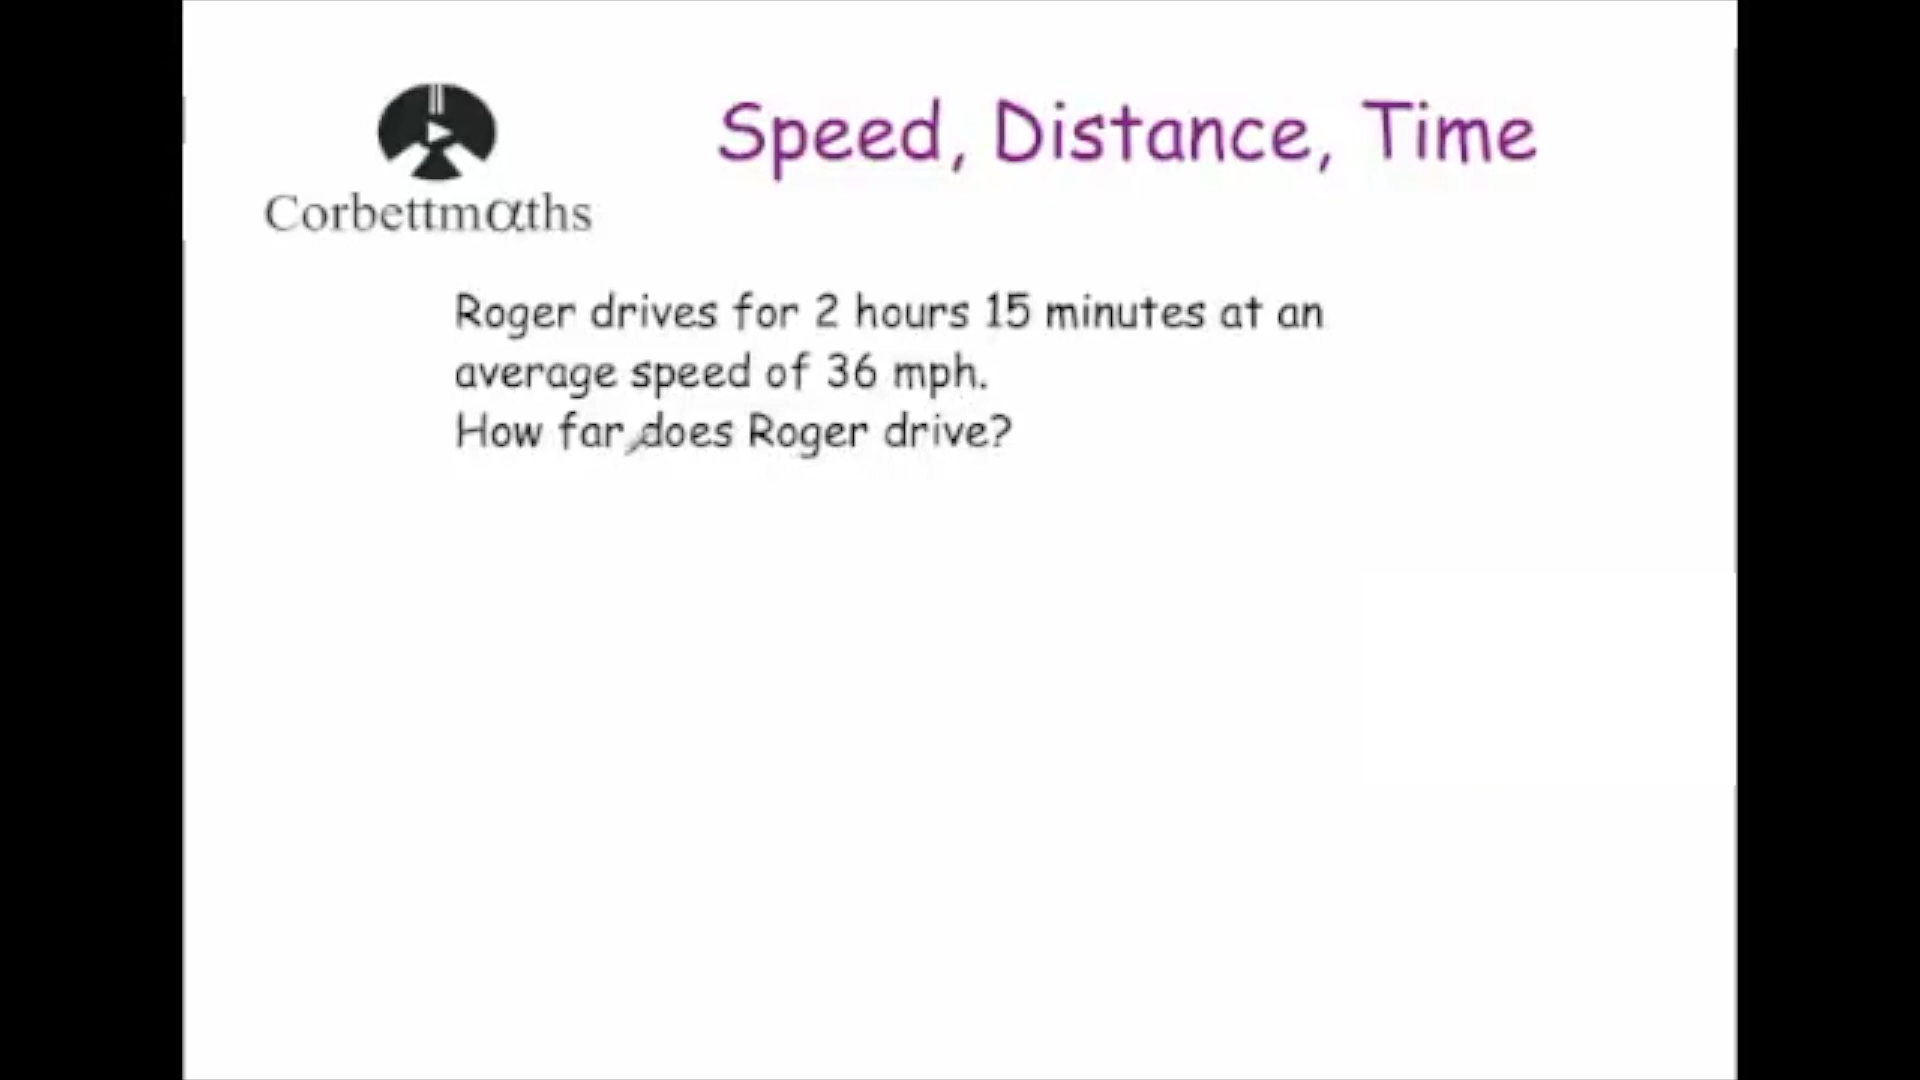 Speed, Distance, Time
Corbettmαths
Roger drives for 2 hours 15 minutes at an
average speed of 36 mph.
How far does Roger drive?